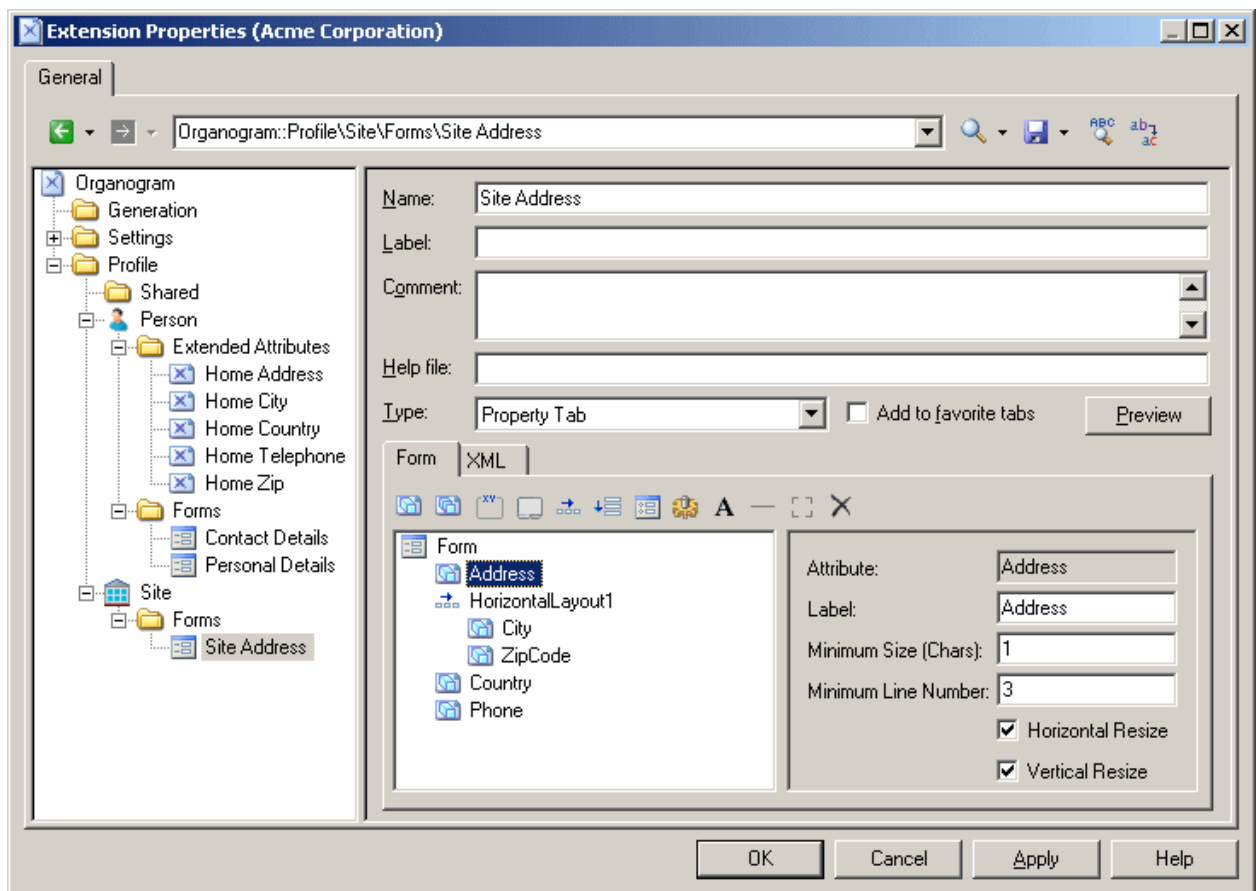 Extension Properties (Acme Corporation)
General
Organogram::Profile\Site\Forms\Site Address
ABC
ab
ac
Organogram
Generation
Settings
Profile
Shared
Person
Extended Attributes
Home Address
Home City
Home Country
Home Telephone
Home Zip
Forms
Contact Details
Personal Details
Site
Forms
Site Address
Name: Site Address
Label:
Comment:
Help file:
Type: Property Tab Add to favorite tabs Preview
Form XML
XY A
Form
Address
HorizontalLayout1
City
ZipCode
Country
Phone
Attribute: Address
Label: Address
Minimum Size (Chars): 1
Minimum Line Number: 3
Horizontal Resize
Vertical Resize
OK Cancel Apply Help